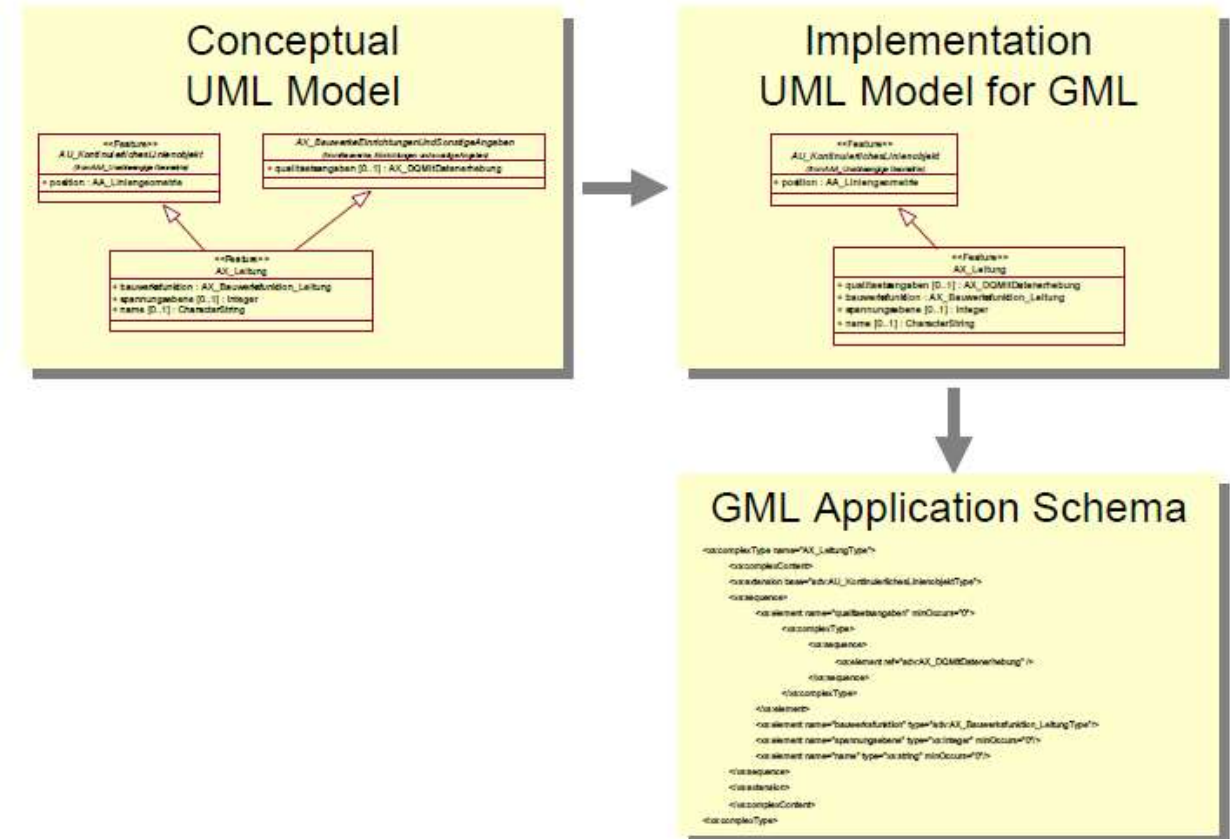 Conceptual
UML Model
<<Feature>>
AU_KontinuierlichesLinienobjekt
+ position : AA_Liniengeometrie
AX_BauwerkeEinrichtungenUndSonstigeAngaben
+ qualitaetsangaben [0..1] : AX_DQMitDatenerhebung
<<Feature>>
AX_Leitung
+ bauwerksfunktion : AX_Bauwerksfunktion_Leitung
+ spannungsebene [0..1] : Integer
+ name [0..1] : CharacterString
Implementation
UML Model for GML
<<Feature>>
AU_KontinuierlichesLinienobjekt
+ position : AA_Liniengeometrie
<<Feature>>
AX_Leitung
+ qualitaetsangaben [0..1] : AX_DQMitDatenerhebung
+ bauwerksfunktion : AX_Bauwerksfunktion_Leitung
+ spannungsebene [0..1] : Integer
+ name [0..1] : CharacterString
GML Application Schema
<xs:complexType name="AX_LeitungType">
<xs:complexContent>
<xs:extension base="adv:AU_KontinuierlichesLinienobjektType">
<xs:sequence>
<xs:element name="qualitaetsangaben" minOccurs="0">
<xs:complexType>
<xs:sequence>
<xs:element ref="adv:AX_DQMitDatenerhebung" />
</xs:sequence>
</xs:complexType>
</xs:element>
<xs:element name="bauwerksfunktion" type="adv:AX_Bauwerksfunktion_LeitungType"/>
<xs:element name="spannungsebene" type="xs:integer" minOccurs="0"/>
<xs:element name="name" type="xs:string" minOccurs="0"/>
</xs:sequence>
</xs:extension>
</xs:complexContent>
</xs:complexType>